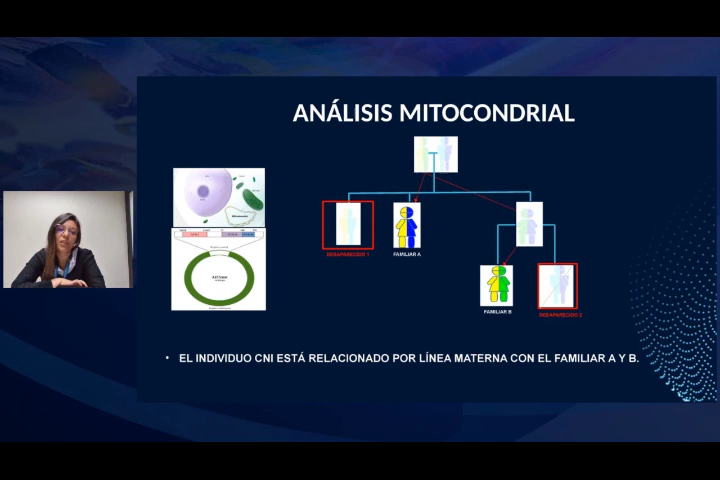 ANÁLISIS MITOCONDRIAL
DESAPARECIDO 1
FAMILIAR A
FAMILIAR B
DESAPARECIDO 2
• EL INDIVIDUO CNI ESTÁ RELACIONADO POR LÍNEA MATERNA CON EL FAMILIAR A Y B.